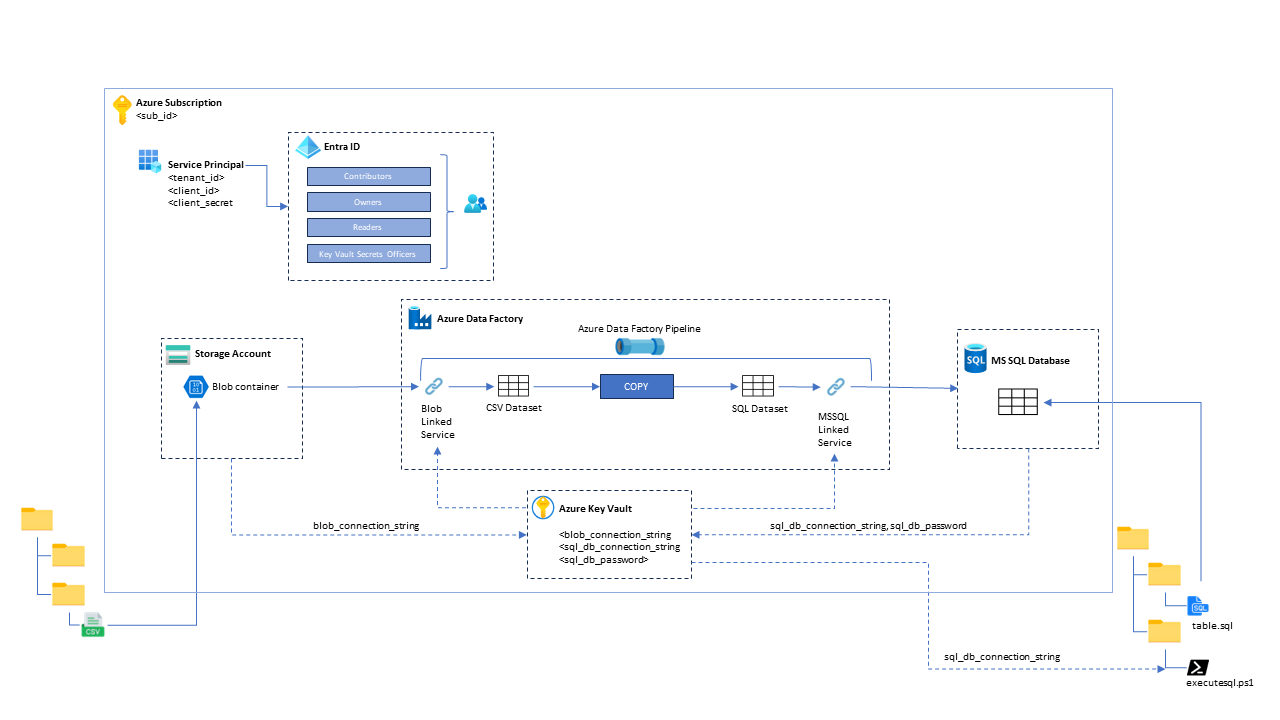 Azure Subscription
<sub_id>
Service Principal
<tenant_id>
<client_id>
<client_secret
Entra ID
Contributors
Owners
Readers
Key Vault Secrets Officers
Azure Data Factory
Azure Data Factory Pipeline
Storage Account
Blob container
Blob
Linked
Service
CSV Dataset
COPY
SQL Dataset
MSSQL
Linked
Service
SQL
MS SQL Database
Azure Key Vault
<blob_connection_string
<sql_db_connection_string
<sql_db_password>
blob_connection_string
sql_db_connection_string, sql_db_password
CSV
SQL
table.sql
sql_db_connection_string
executesql.ps1